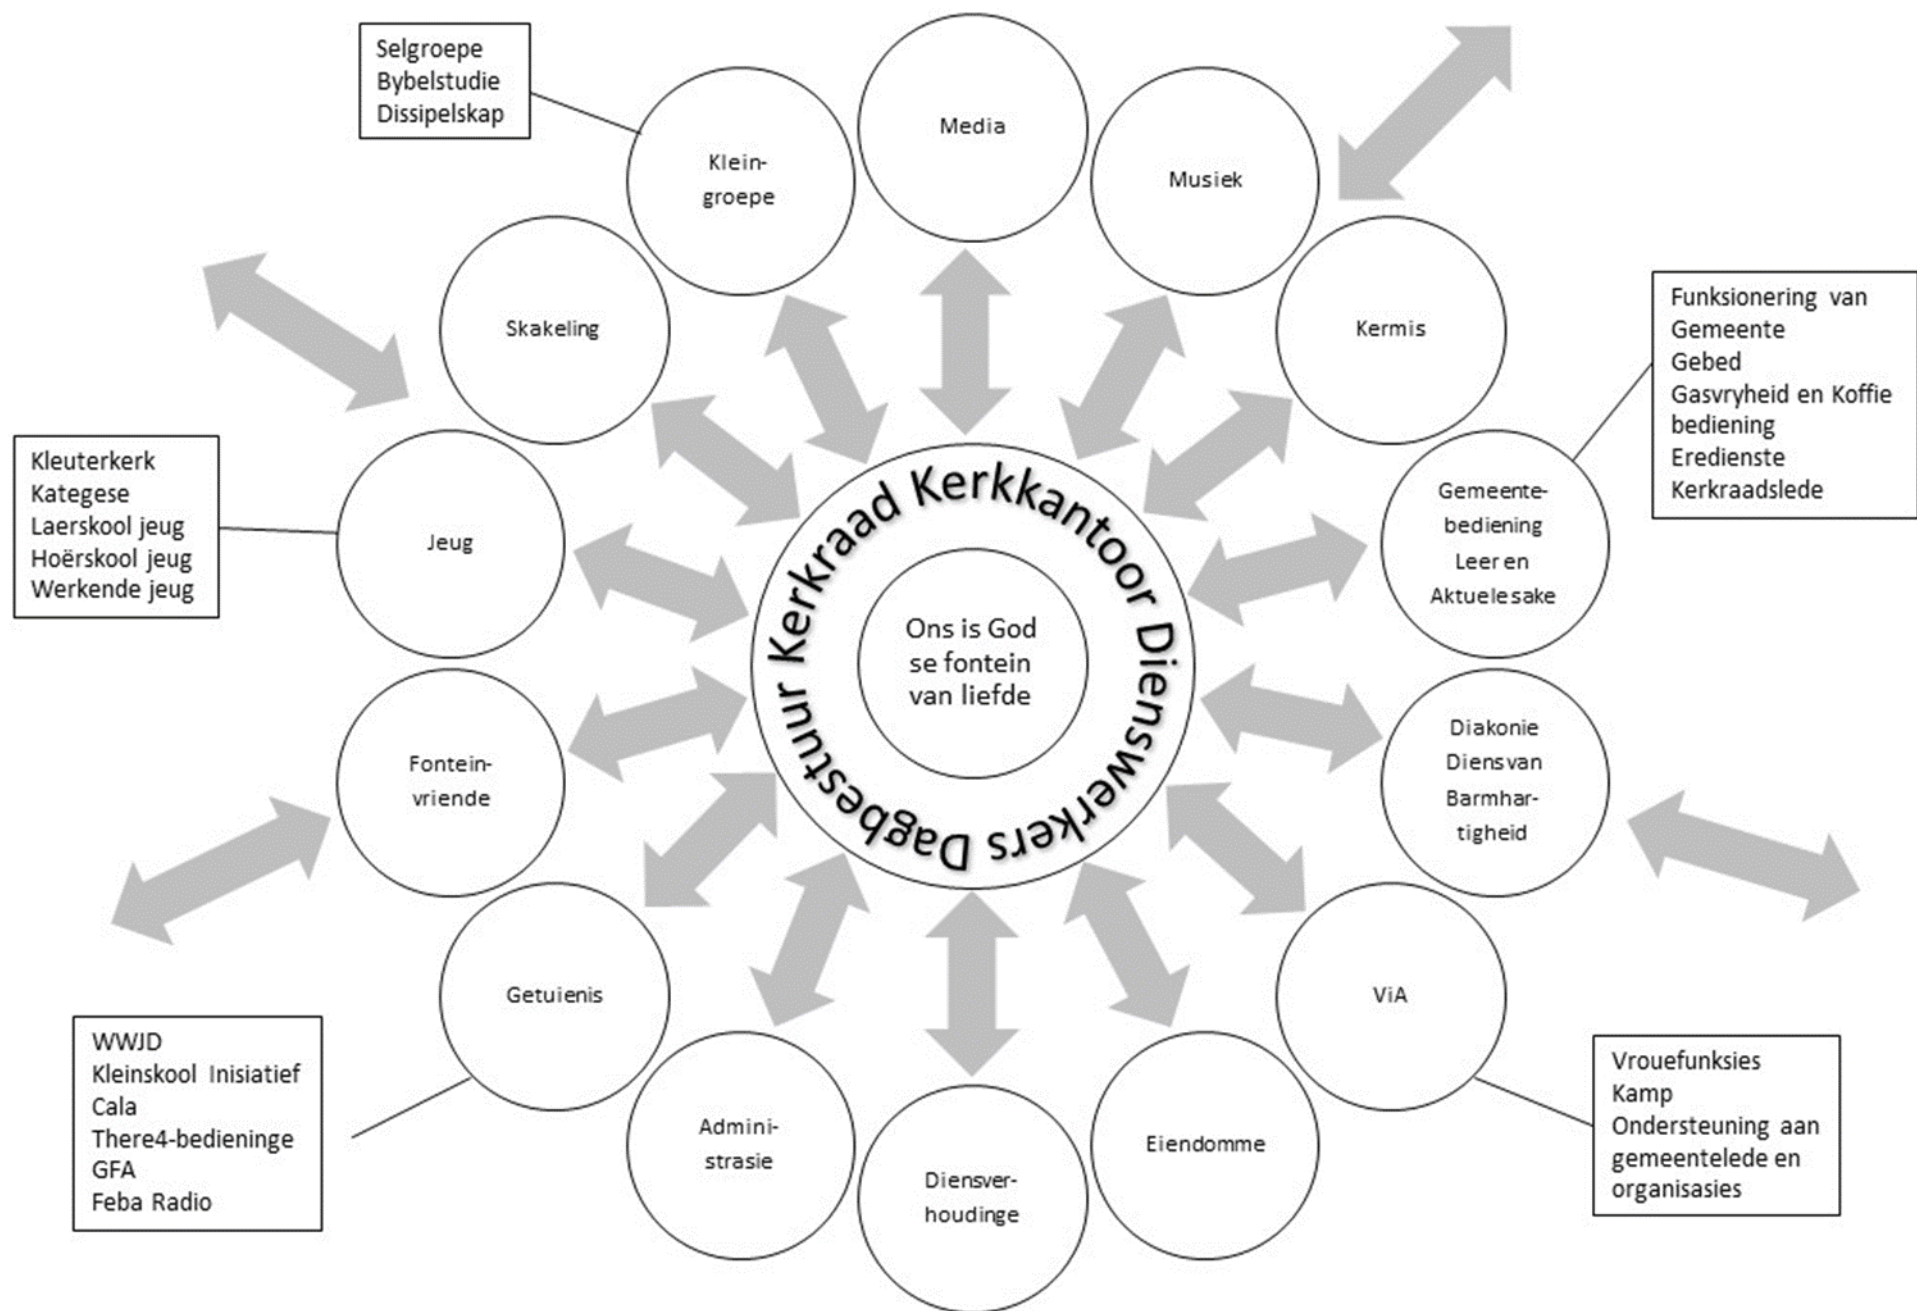 Selgroepe
Bybelstudie
Dissipelskap
Media
Klein-
groepe
Musiek
Skakeling
Kermis
Funksionering van
Gemeente
Gebed
Gasvryheid en Koffie
bediening
Eredienste
Kerkraadslede
Kleuterkerk
Kategese
Laerskool jeug
Hoërskool jeug
Werkende jeug
Jeug
Gemeente-
bediening
Leer en
Aktuele sake
Kerkraad Kerkkantoor Dienswerkers Dagbestuur
Ons is God
se fontein
van liefde
Fontein-
vriende
Diakonie
Diens van
Barmhar-
tigheid
Getuienis
ViA
WWJD
Kleinskool Inisiatief
Cala
There4-bedieninge
GFA
Feba Radio
Admini-
strasie
Diensver-
houdinge
Eiendomme
Vrouefunksies
Kamp
Ondersteuning aan
gemeentelede en
organisasies